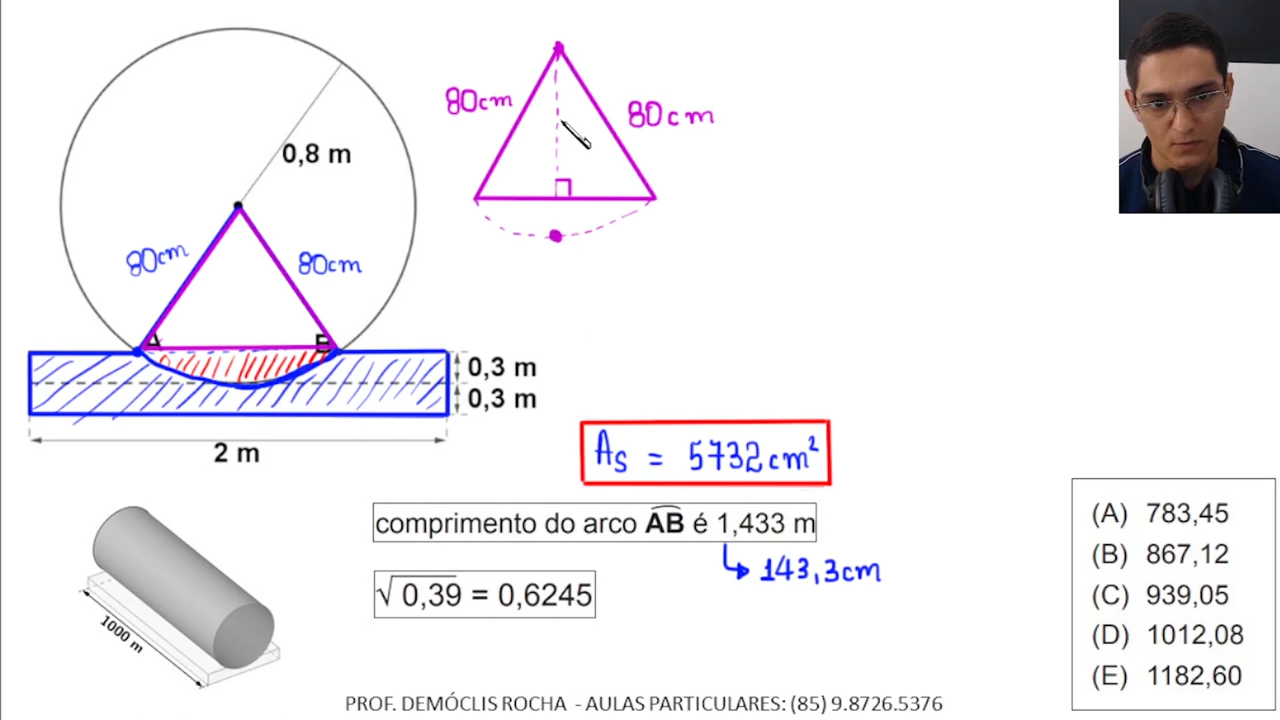 0,8 m
80cm
80cm
80cm
80cm
A
B
0,3 m
0,3 m
2 m
As = 5732cm²
comprimento do arco AB é 1,433 m
143,3cm
√0,39 = 0,6245
1000 m
(A) 783,45
(B) 867,12
(C) 939,05
(D) 1012,08
(E) 1182,60
PROF. DEMÓCLIS ROCHA - AULAS PARTICULARES: (85) 9.8726.5376